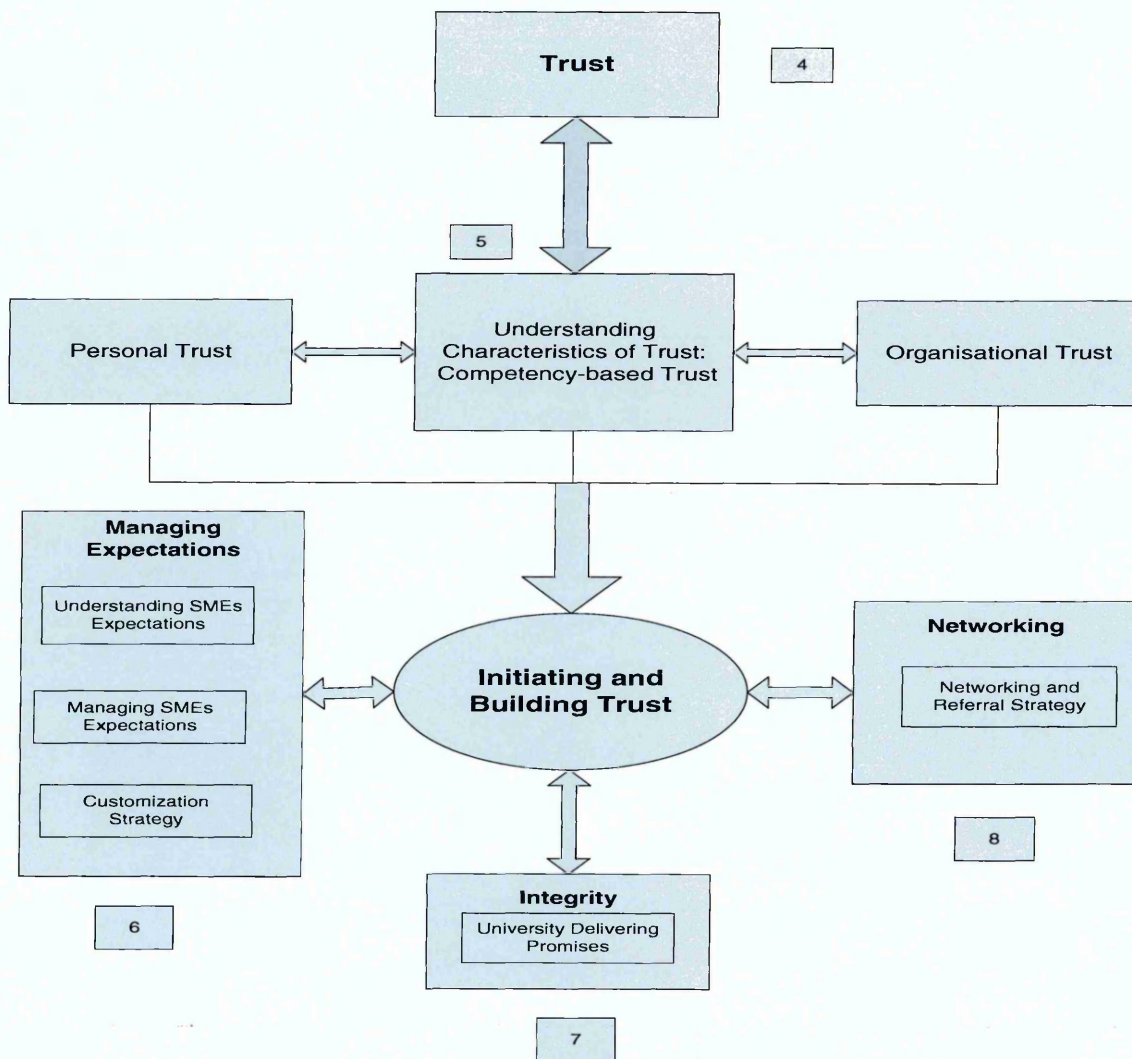 Trust
4
5
Personal Trust
Understanding
Characteristics of Trust:
Competency-based Trust
Organisational Trust
Managing
Expectations
Understanding SMEs
Expectations
Managing SMEs
Expectations
Customization
Strategy
6
Initiating and
Building Trust
Networking
Networking and
Referral Strategy
8
Integrity
University Delivering
Promises
7